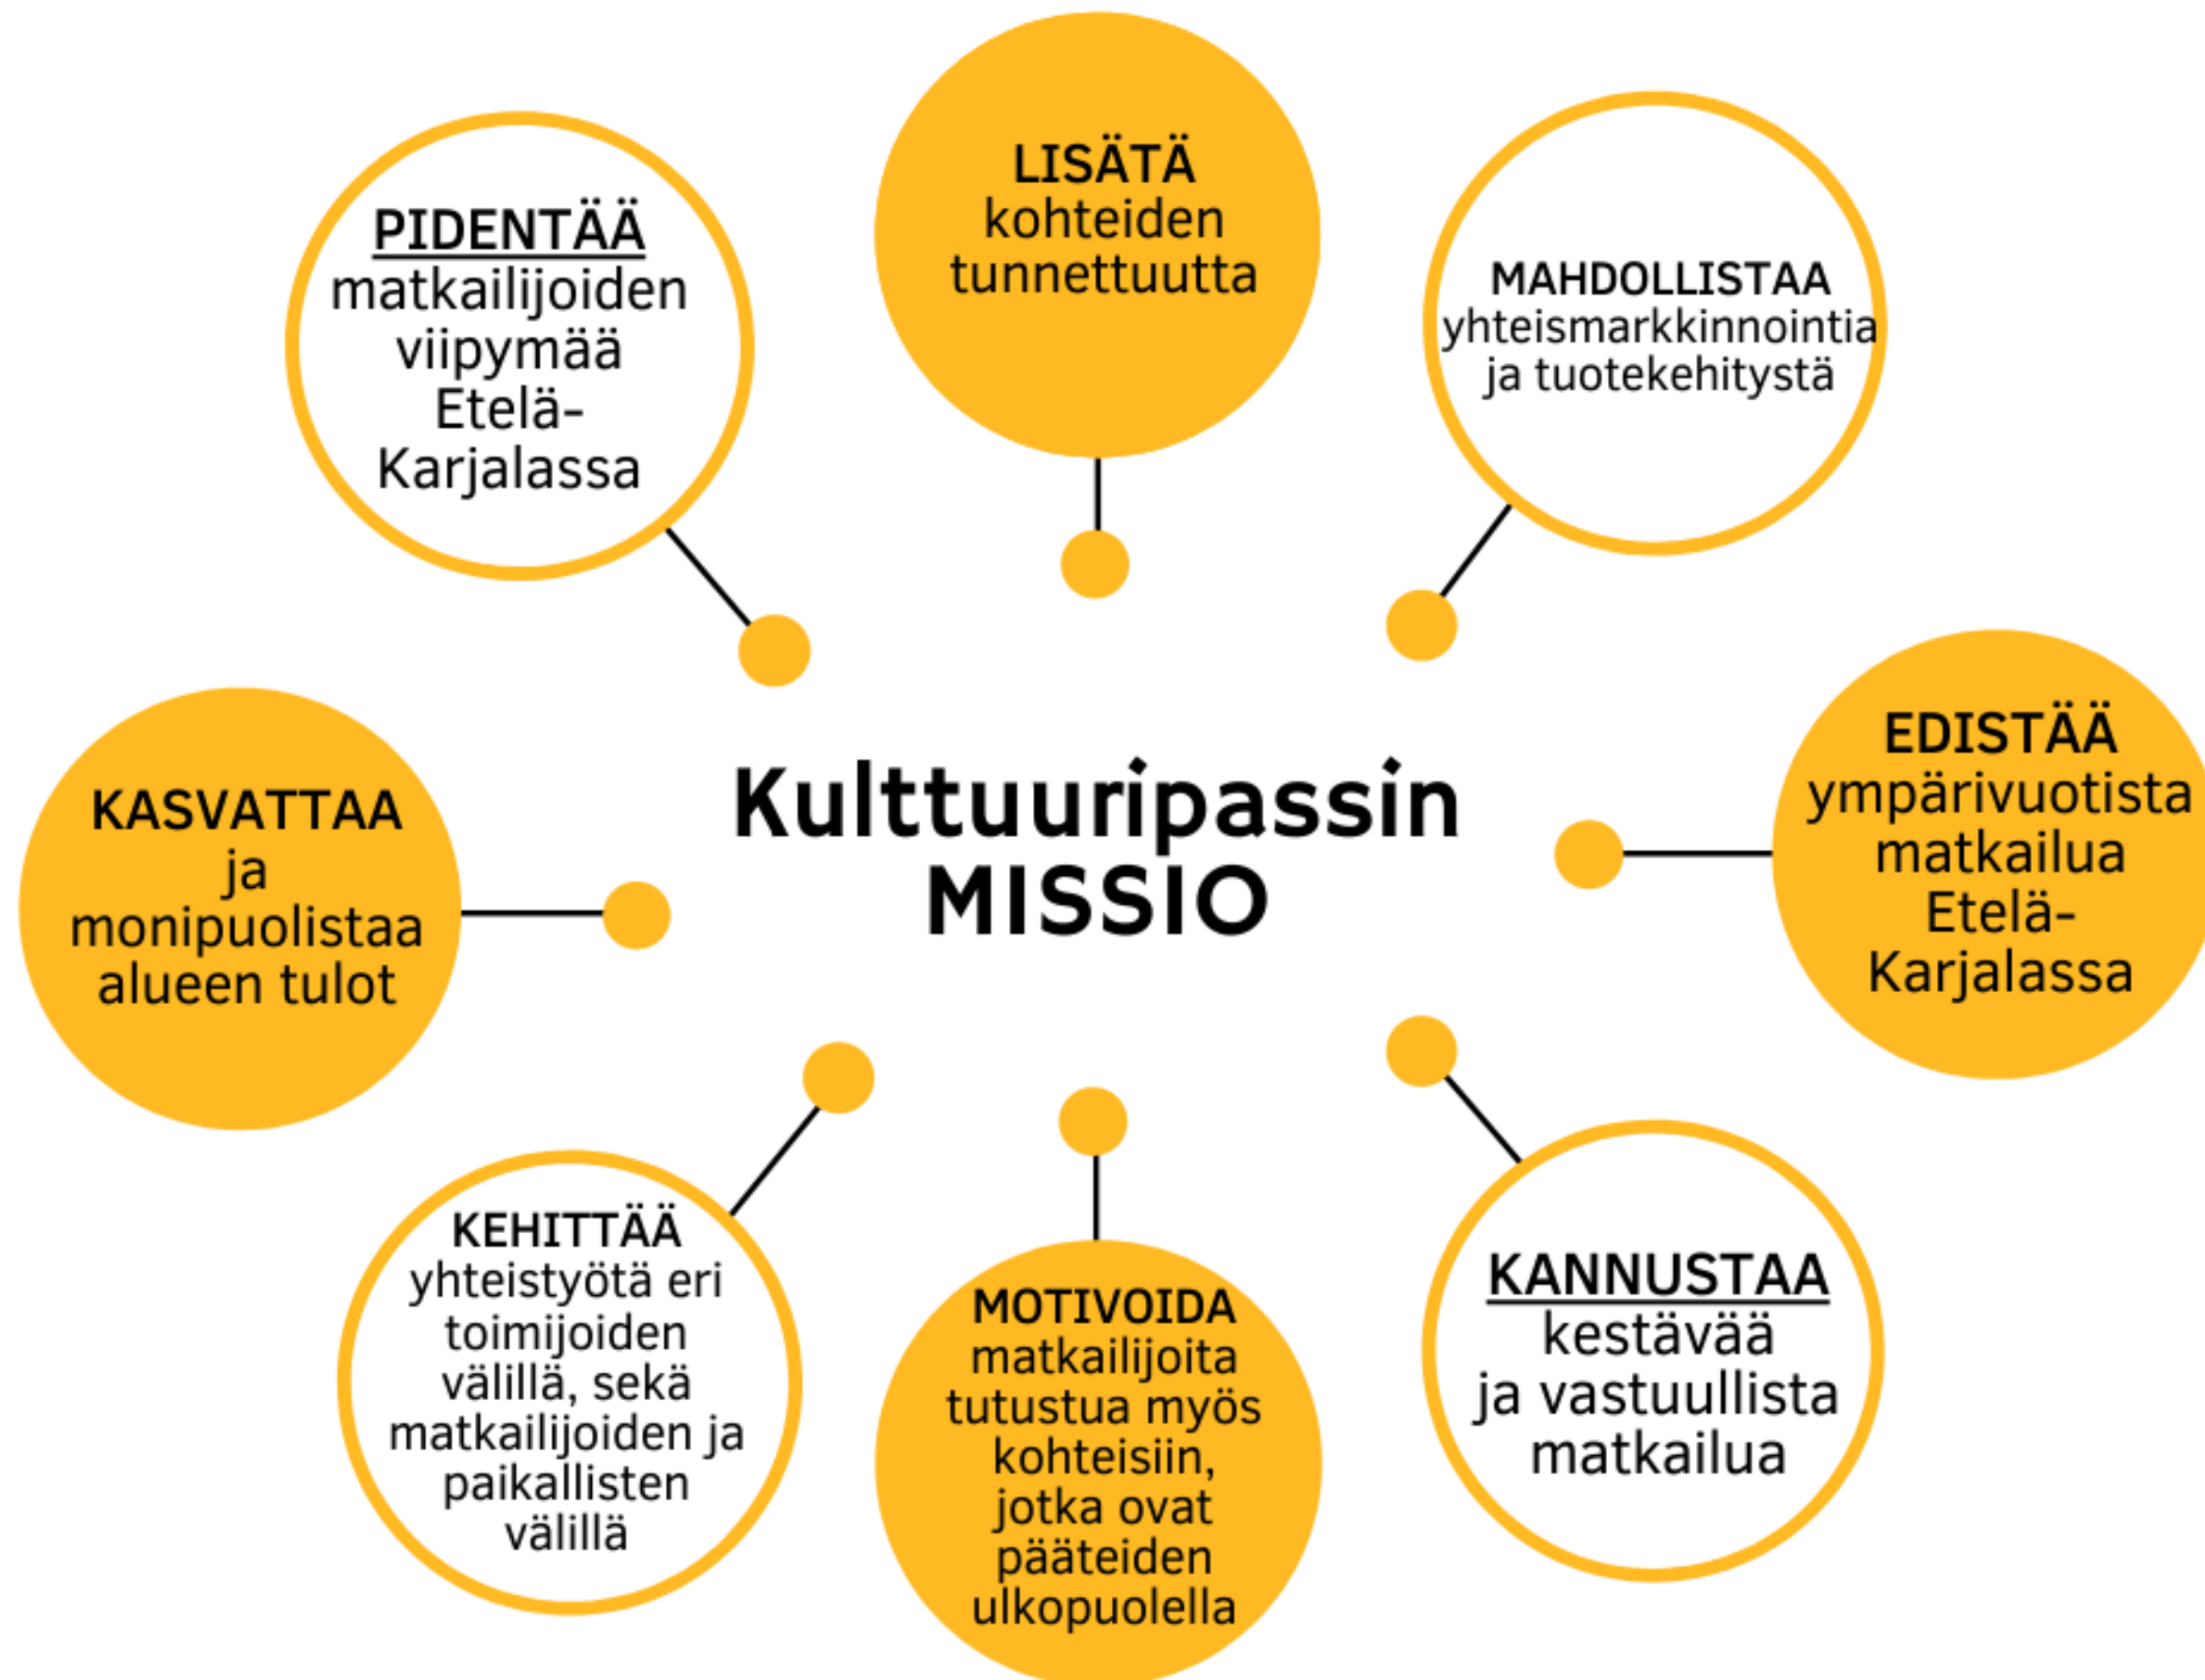 LISÄTÄ
kohteiden
tunnettuutta
PIDENTÄÄ
matkailijoiden
viipymää
Etelä-
Karjalassa
MAHDOLLISTAA
yhteismarkkinnointia
ja tuotekehitystä
KASVATTAA
ja
monipuolistaa
alueen tulot
Kulttuuripassin
MISSIO
EDISTÄÄ
ympärivuotista
matkailua
Etelä-
Karjalassa
KEHITTÄÄ
yhteistyötä eri
toimijoiden
välillä, sekä
matkailijoiden ja
paikallisten
välillä
MOTIVOIDA
matkailijoita
tutustua myös
kohteisiin,
jotka ovat
pääteiden
ulkopuolella
KANNUSTAA
kestävää
ja vastuullista
matkailua